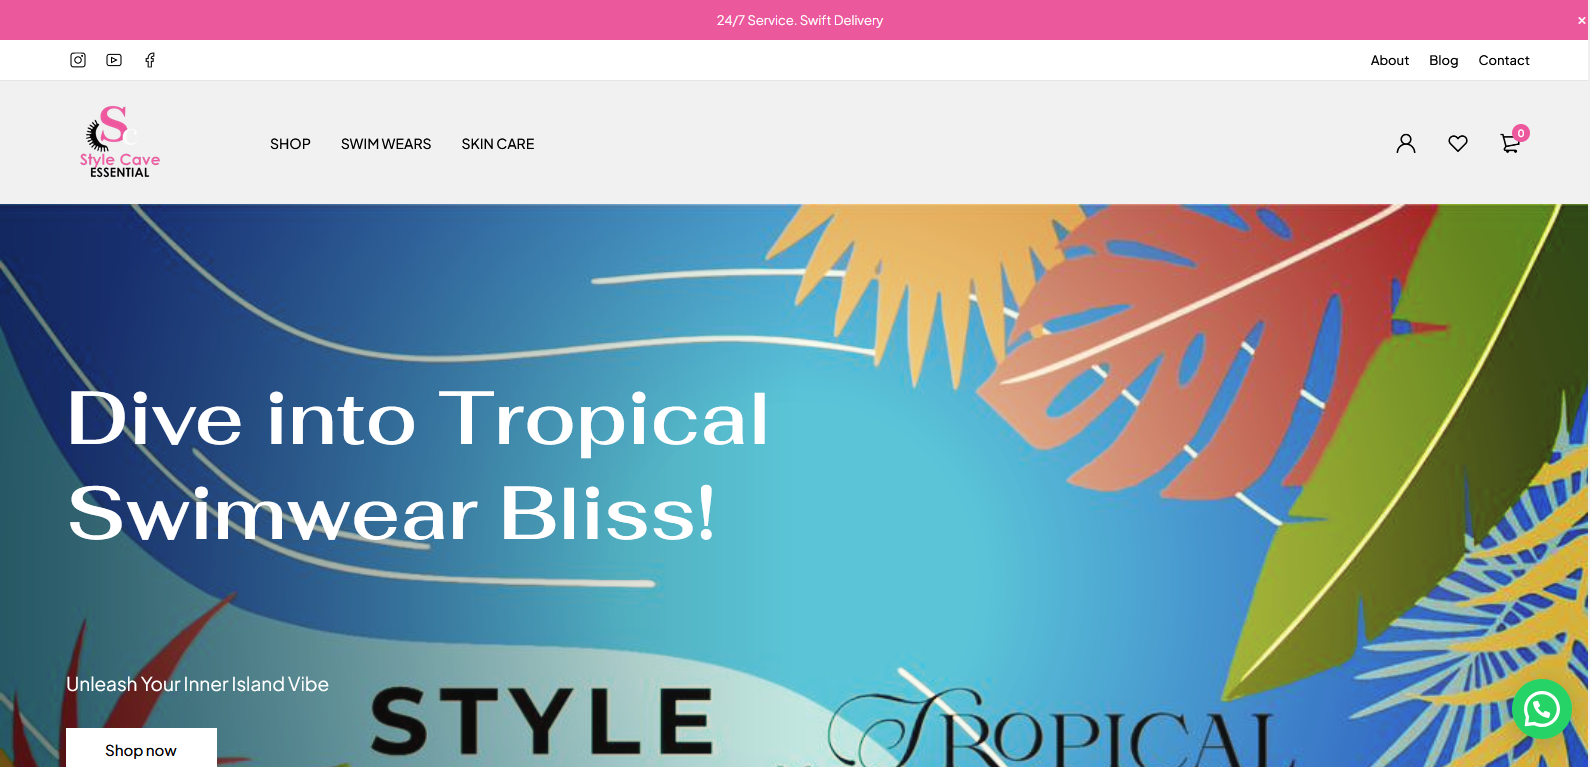 24/7 Service. Swift Delivery
×
About Blog Contact
S
c
Style Cave
ESSENTIAL
SHOP SWIM WEARS SKIN CARE
0
Dive into Tropical
Swimwear Bliss!
Unleash Your Inner Island Vibe
STYLE TROPICAL
Shop now